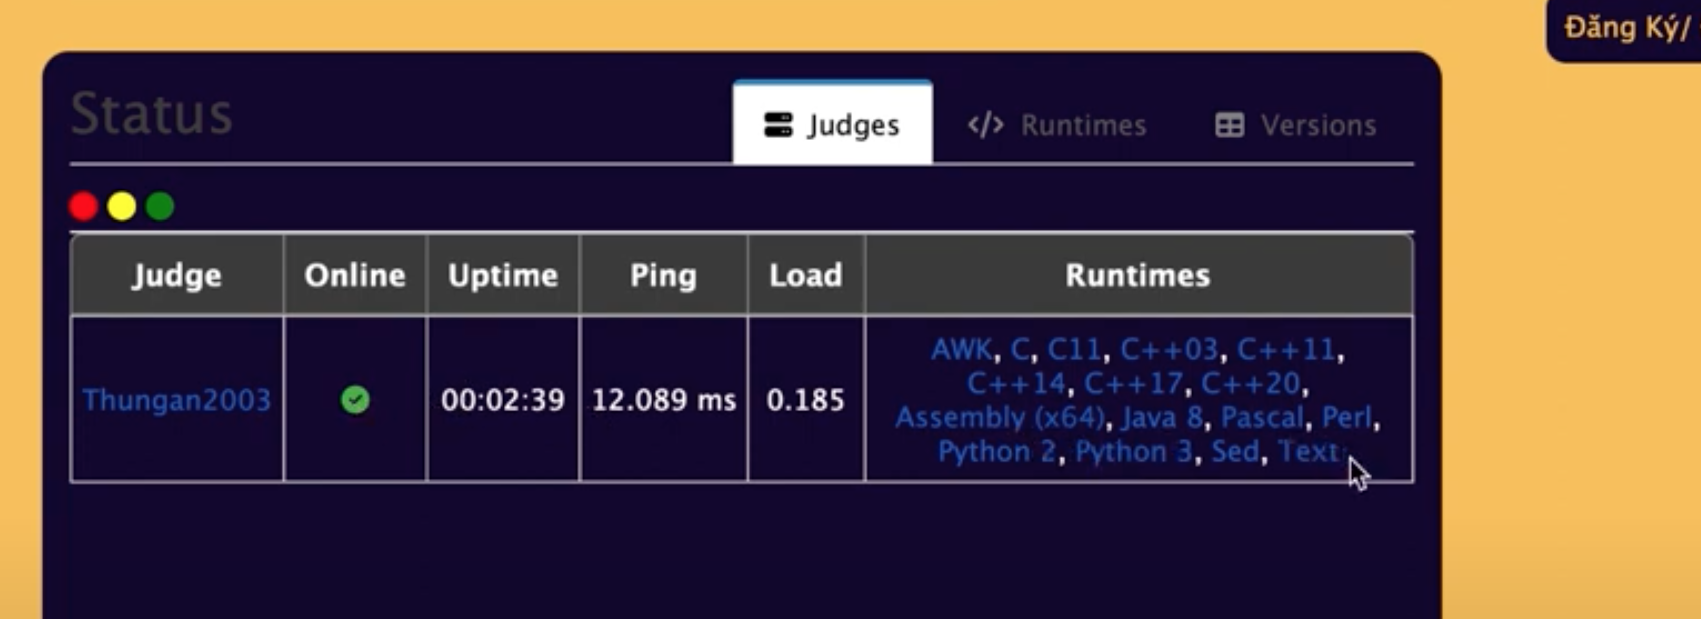 Đăng Ký/
Status
Judges
Runtimes
Versions
Judge Online Uptime Ping Load Runtimes
Thungan2003 00:02:39 12.089 ms 0.185
AWK, C, C11, C++03, C++11,
C++14, C++17, C++20,
Assembly (x64), Java 8, Pascal, Perl,
Python 2, Python 3, Sed, Text